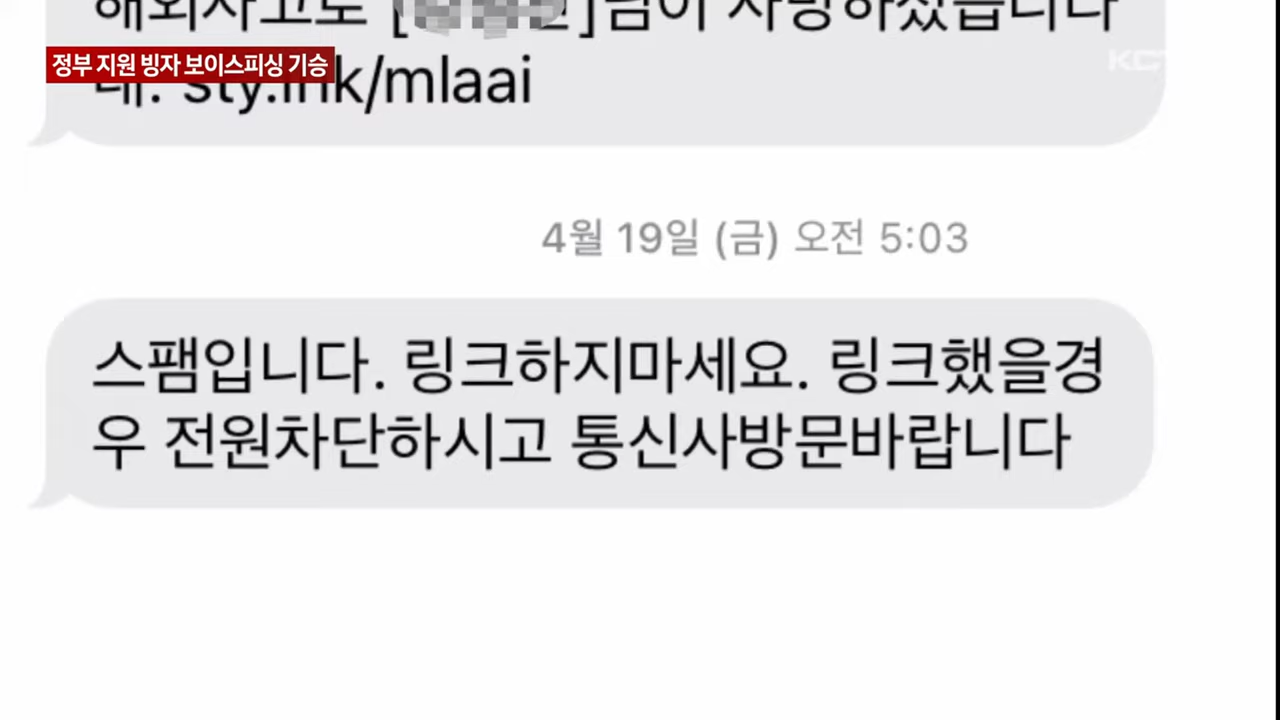 해외사고로 [ ]님이 사망하셨습니다
정부 지원 빙자 보이스피싱 기승
KCT
sty.ink/mlaai
4월 19일 (금) 오전 5:03
스팸입니다. 링크하지마세요. 링크했을경
우 전원차단하시고 통신사방문바랍니다